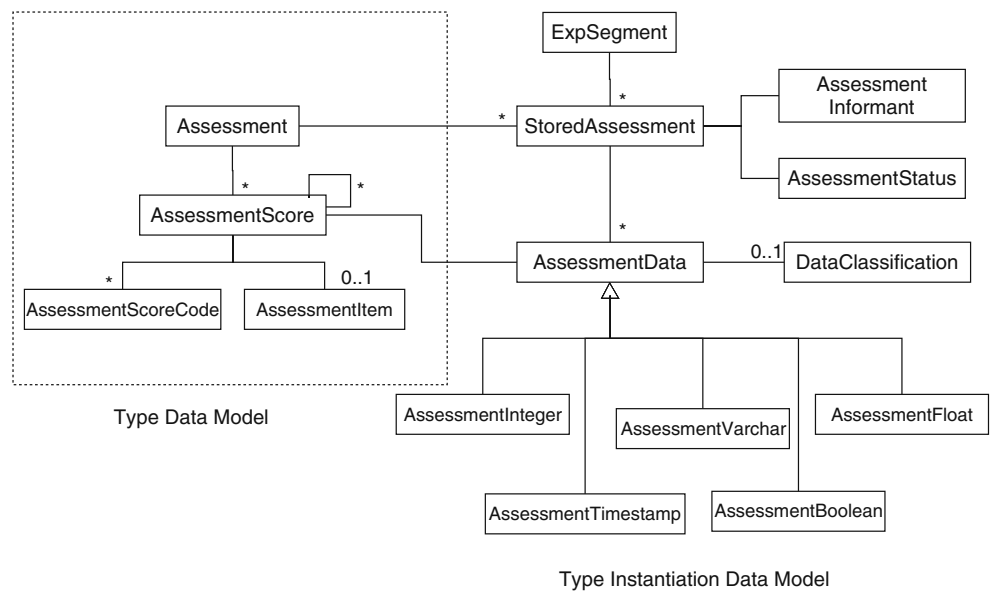 ExpSegment
*
Assessment
Informant
Assessment
*
StoredAssessment
AssessmentStatus
*
*
AssessmentScore
*
AssessmentData
0..1
DataClassification
*
0..1
AssessmentScoreCode
AssessmentItem
AssessmentInteger
AssessmentVarchar
AssessmentFloat
Type Data Model
AssessmentTimestamp
AssessmentBoolean
Type Instantiation Data Model